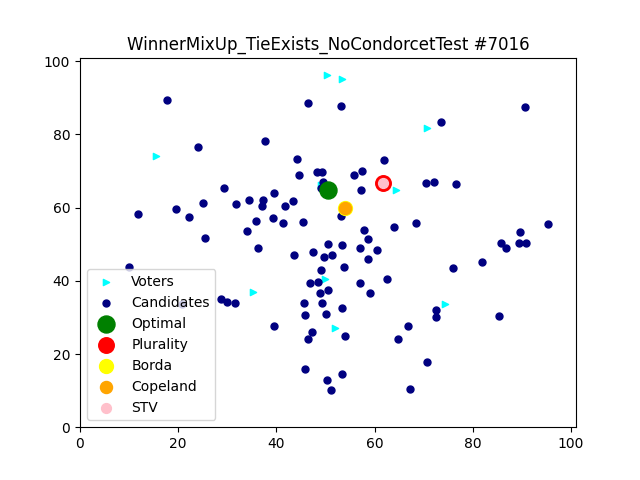 WinnerMixUp_TieExists_NoCondorcetTest #7016
100
80
60
40
20
0
Voters
Candidates
Optimal
Plurality
Borda
Copeland
STV
0 20 40 60 80 100